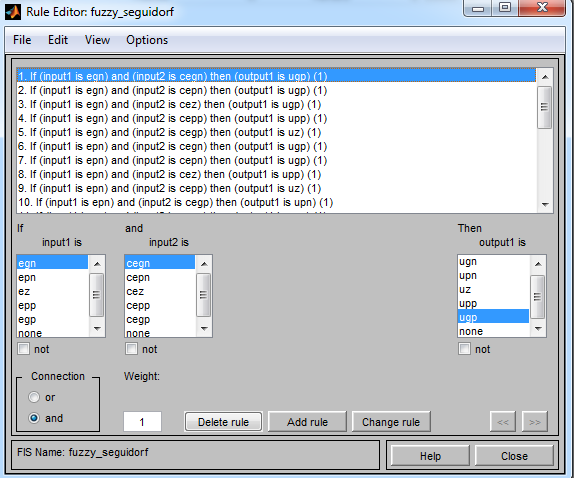 Rule Editor: fuzzy_seguidorf
File Edit View Options
1. If (input1 is egn) and (input2 is cegn) then (output1 is ugp) (1)
2. If (input1 is egn) and (input2 is cepn) then (output1 is ugp) (1)
3. If (input1 is egn) and (input2 is cez) then (output1 is ugp) (1)
4. If (input1 is egn) and (input2 is cepp) then (output1 is upp) (1)
5. If (input1 is egn) and (input2 is cegp) then (output1 is uz) (1)
6. If (input1 is epn) and (input2 is cegn) then (output1 is ugp) (1)
7. If (input1 is epn) and (input2 is cepn) then (output1 is ugp) (1)
8. If (input1 is epn) and (input2 is cez) then (output1 is upp) (1)
9. If (input1 is epn) and (input2 is cepp) then (output1 is uz) (1)
10. If (input1 is epn) and (input2 is cegp) then (output1 is upn) (1)
If and Then
input1 is input2 is output1 is
egn
epn
ez
epp
egp
none
cegn
cepn
cez
cepp
cegp
none
ugn
upn
uz
upp
ugp
none
not not not
Connection
or
and
Weight:
1
Delete rule Add rule Change rule << >>
FIS Name: fuzzy_seguidorf
Help Close